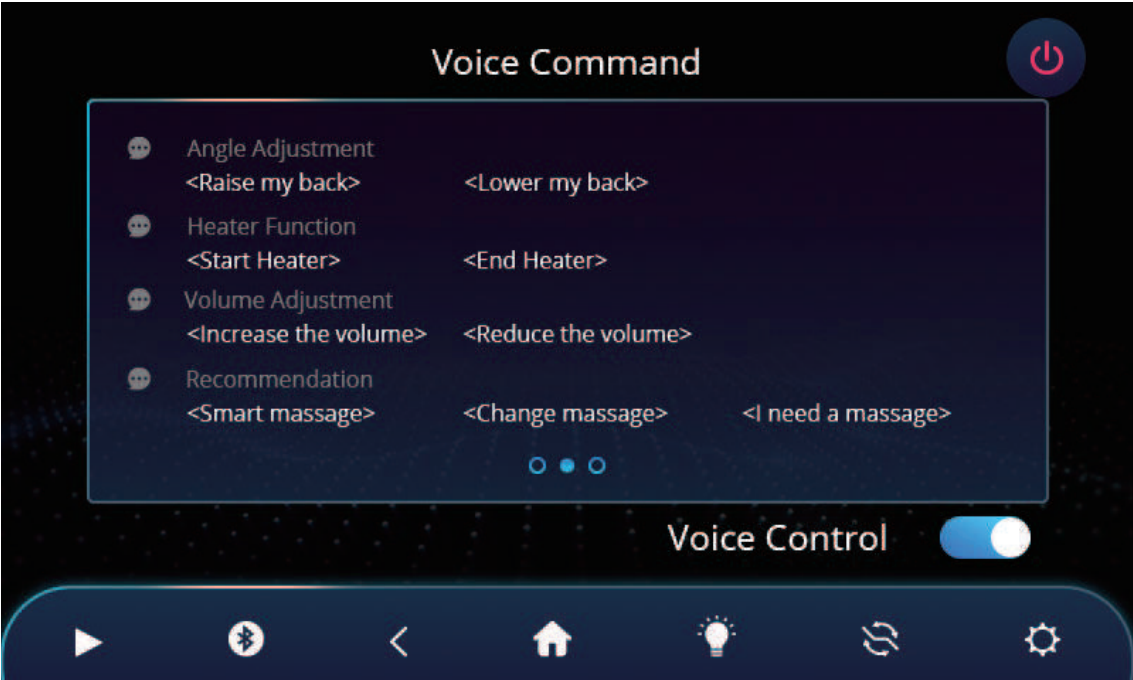 Voice Command
Angle Adjustment
<Raise my back> <Lower my back>
Heater Function
<Start Heater> <End Heater>
Volume Adjustment
<Increase the volume> <Reduce the volume>
Recommendation
<Smart massage> <Change massage> <I need a massage>
Voice Control